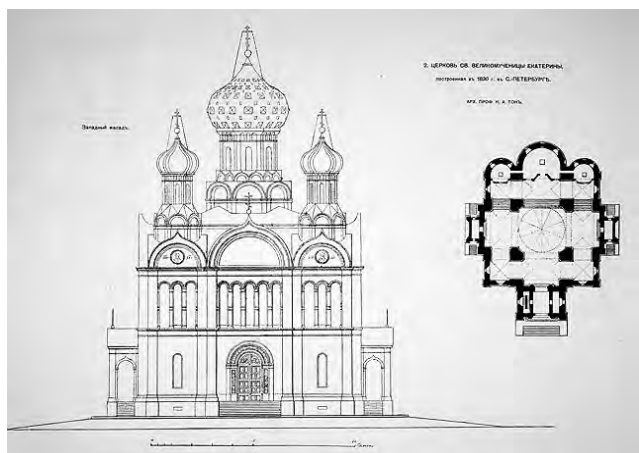 2. ЦЕРКОВЬ СВ. ВЕЛИКОМУЧЕНИЦЫ ЕКАТЕРИНЫ,
построенная въ 1830 г. въ С.-ПЕТЕРБУРГѢ.
АРХ. ПРОФ. К. А. ТОНЪ.
Западный фасадъ.